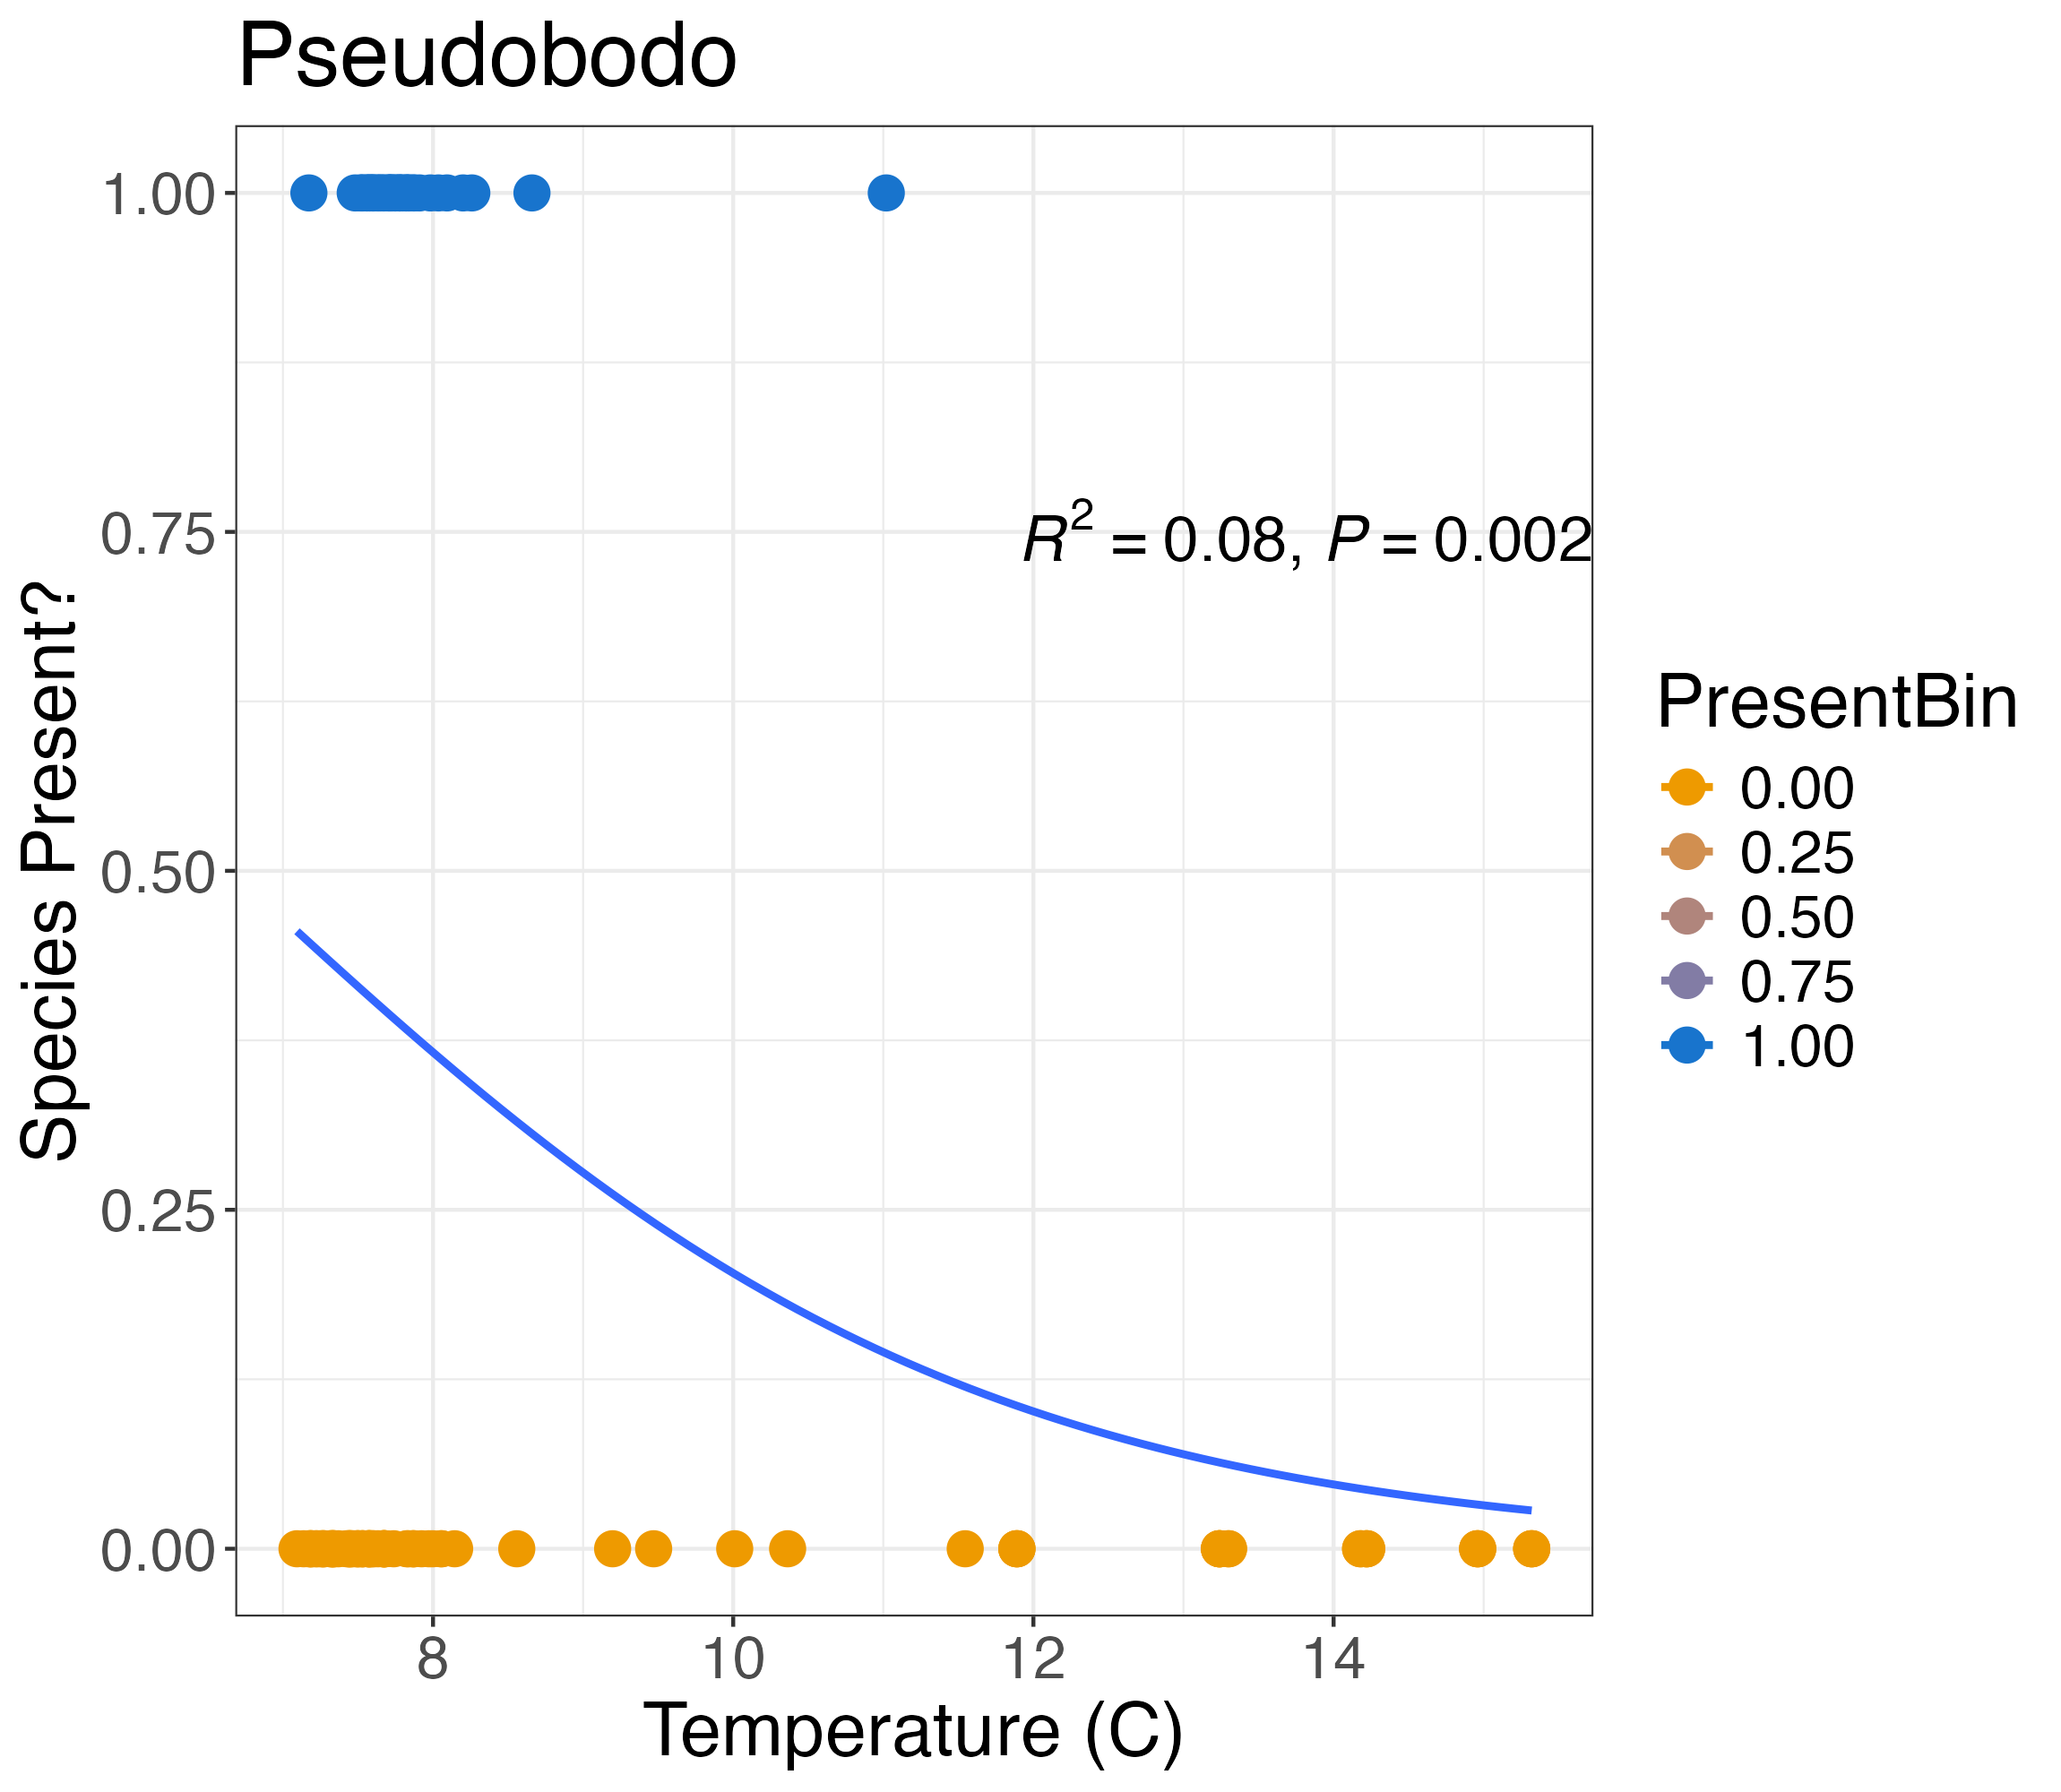 Pseudobodo
1.00
0.75
0.50
0.25
0.00
Species Present?
R² = 0.08, P = 0.002
8 10 12 14
Temperature (C)
PresentBin
0.00
0.25
0.50
0.75
1.00